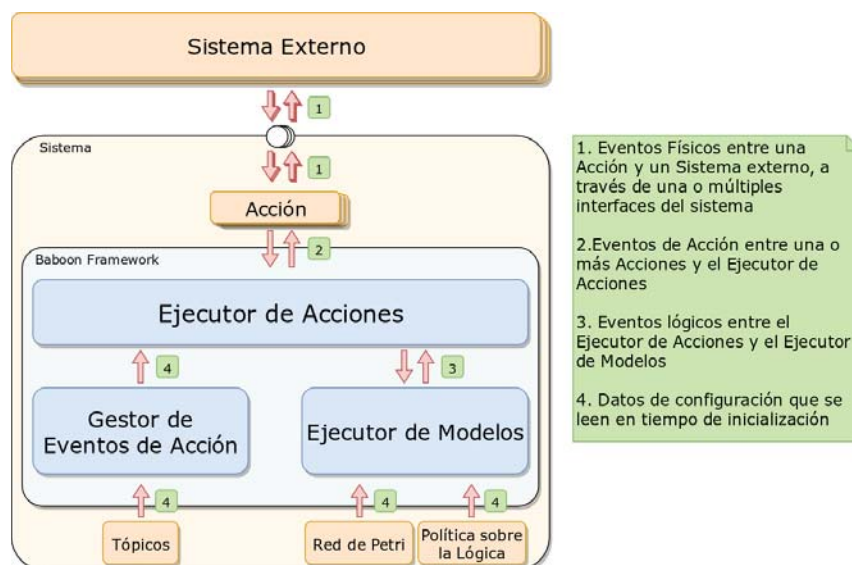 Sistema Externo
1
Sistema
1
Acción
2
Baboon Framework
Ejecutor de Acciones
4
3
Gestor de
Eventos de Acción
Ejecutor de Modelos
4
4
4
Tópicos
Red de Petri
Política sobre
la Lógica
1. Eventos Físicos entre una
Acción y un Sistema externo, a
través de una o múltiples
interfaces del sistema
2.Eventos de Acción entre una o
más Acciones y el Ejecutor de
Acciones
3. Eventos lógicos entre el
Ejecutor de Acciones y el Ejecutor
de Modelos
4. Datos de configuración que se
leen en tiempo de inicialización